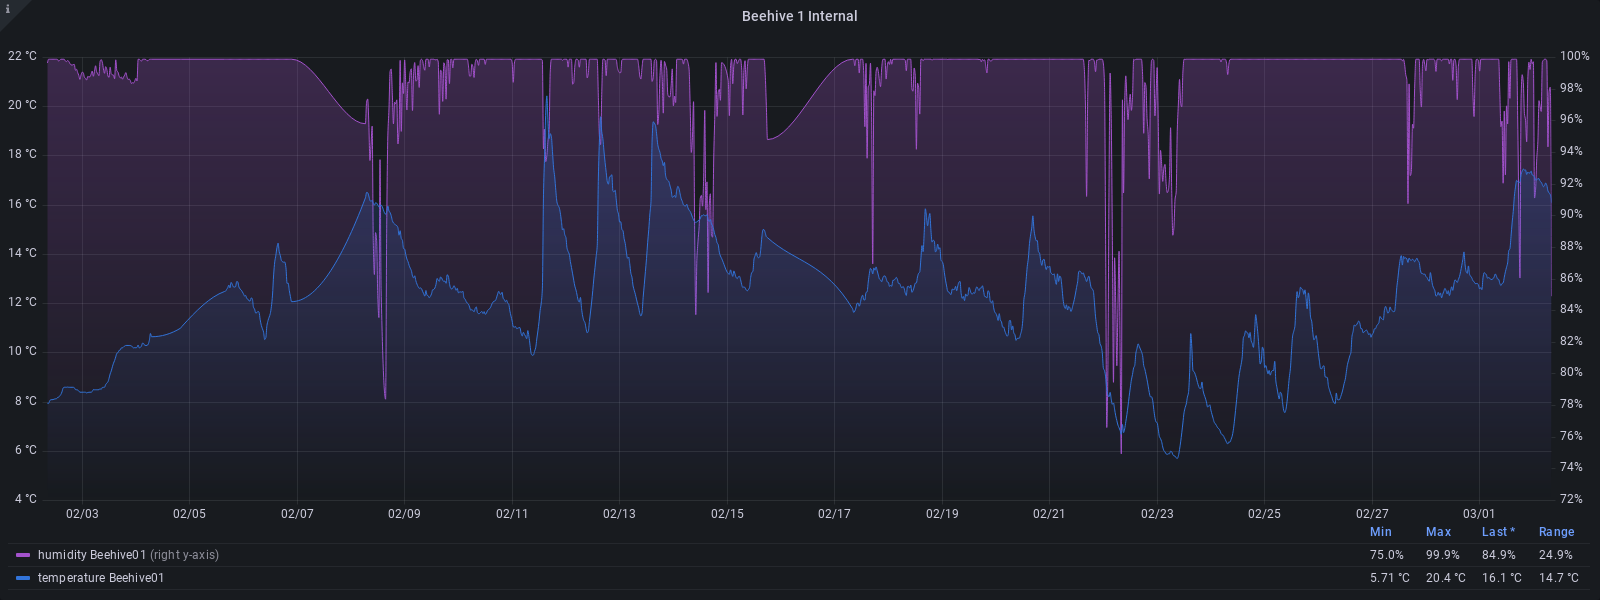 i
Beehive 1 Internal
22 °C 100%
20 °C 98%
18 °C 96%
16 °C 94%
14 °C 92%
12 °C 90%
10 °C 88%
8 °C 86%
6 °C 84%
4 °C 82%
80%
78%
76%
74%
72%
02/03 02/05 02/07 02/09 02/11 02/13 02/15 02/17 02/19 02/21 02/23 02/25 02/27 03/01
Min Max Last * Range
humidity Beehive01 (right y-axis) 75.0% 99.9% 84.9% 24.9%
temperature Beehive01 5.71 °C 20.4 °C 16.1 °C 14.7 °C